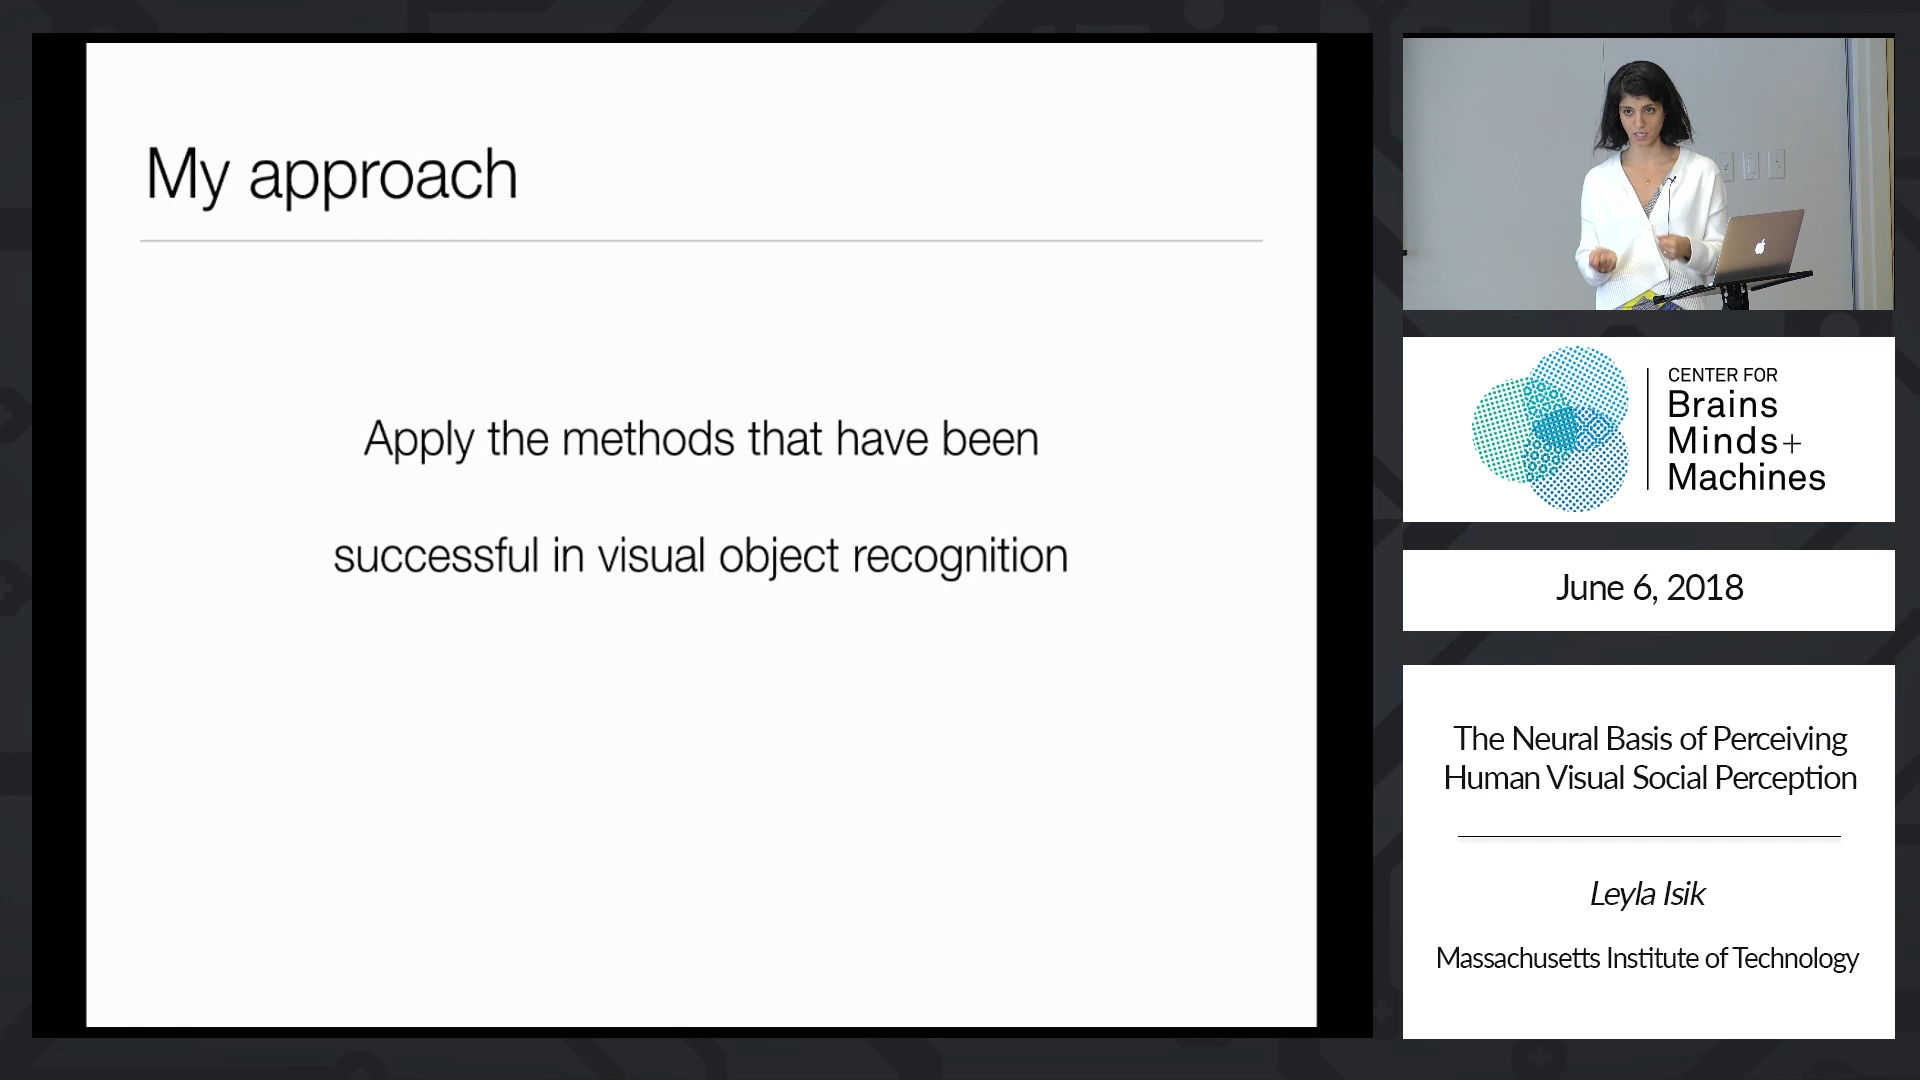 My approach
Apply the methods that have been
successful in visual object recognition
CENTER FOR
Brains
Minds+
Machines
June 6, 2018
The Neural Basis of Perceiving
Human Visual Social Perception
Leyla Isik
Massachusetts Institute of Technology